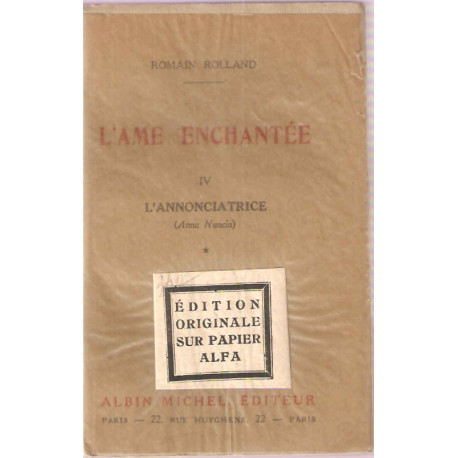 ROMAIN ROLLAND
L'AME ENCHANTÉE
IV
L'ANNONCIATRICE
(Anna Nuncia)
*
ÉDITION
ORIGINALE
SUR PAPIER
ALFA
ALBIN MICHEL, ÉDITEUR
PARIS — 22, RUE HUYGHENS, 22 — PARIS